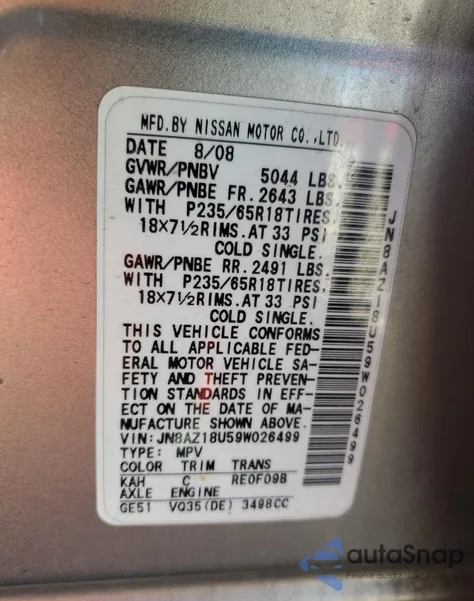 MFD.BY NISSAN MOTOR CO.,LTD.
DATE 8/08
GVWR/PNBV 5044 LBS.
GAWR/PNBE FR. 2643 LBS.
WITH P235/65R18TIRES.
18X7½RIMS.AT 33 PSI
COLD SINGLE.
GAWR/PNBE RR. 2491 LBS.
WITH P235/65R18TIRES.
18X7½RIMS.AT 33 PSI
COLD SINGLE.
THIS VEHICLE CONFORMS
TO ALL APPLICABLE FED-
ERAL MOTOR VEHICLE SA-
FETY AND THEFT PREVEN-
TION STANDARDS IN EFF-
ECT ON THE DATE OF MA-
NUFACTURE SHOWN ABOVE.
VIN:JN8AZ18U59W026499
TYPE: MPV
COLOR TRIM TRANS
KAH C RE0F09B
AXLE ENGINE
GE51 VQ35(DE) 3498CC
JN8AZ18U59W026499
autoSnap